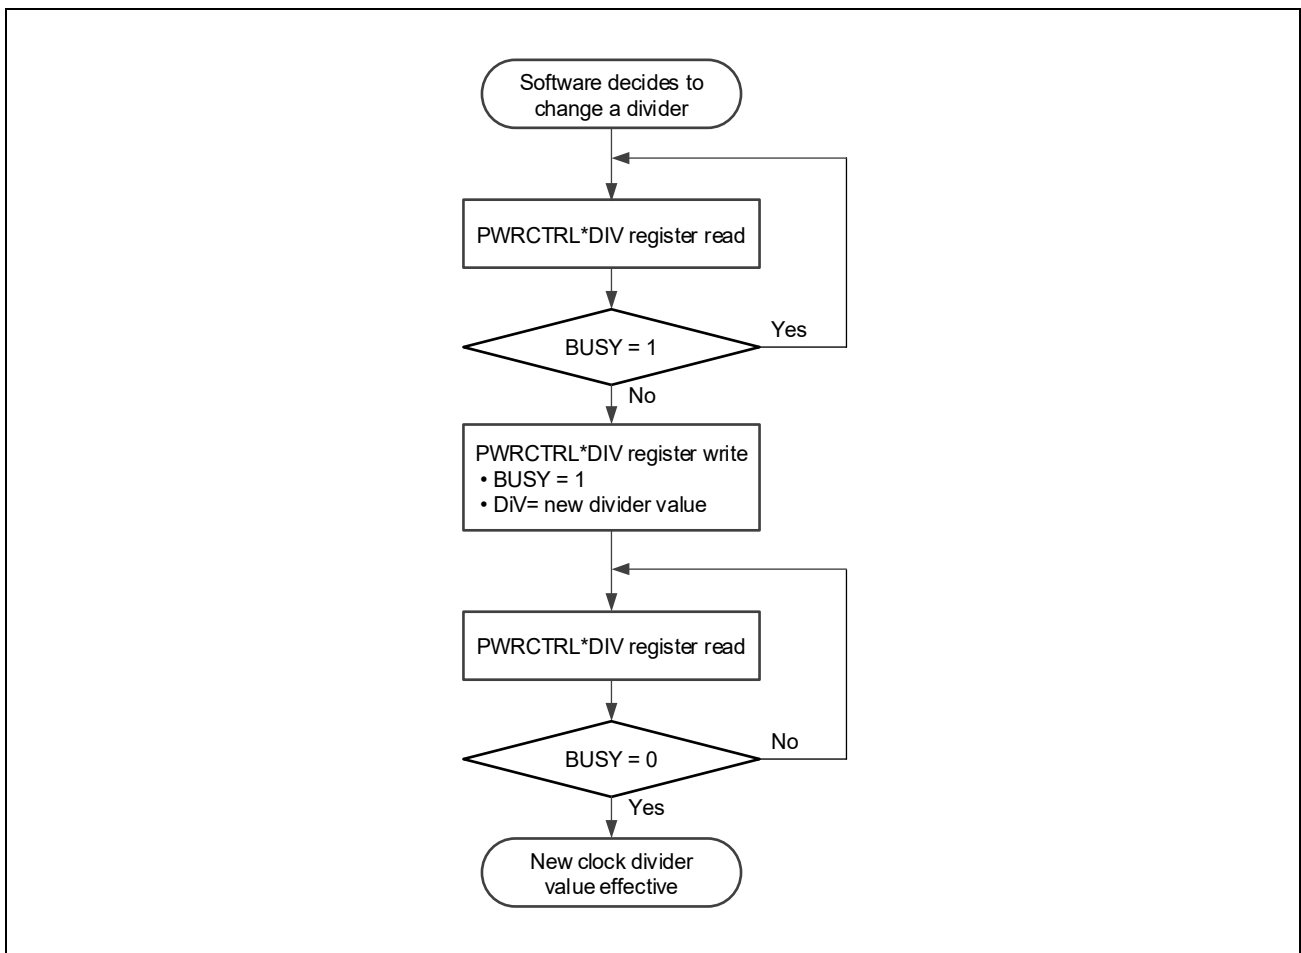 Software decides to
change a divider
PWRCTRL*DIV register read
BUSY = 1
Yes
No
PWRCTRL*DIV register write
• BUSY = 1
• DiV= new divider value
PWRCTRL*DIV register read
BUSY = 0
No
Yes
New clock divider
value effective